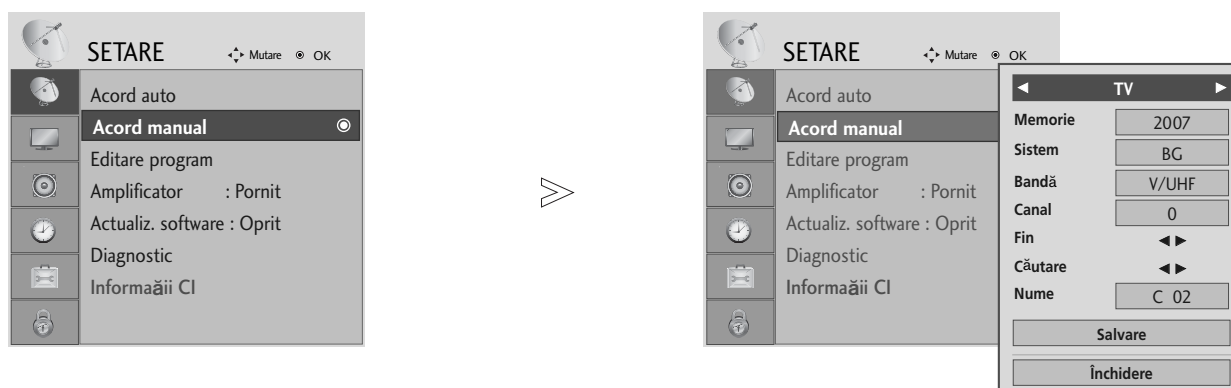 SETARE Mutare OK
Acord auto
Acord manual
Editare program
Amplificator : Pornit
Actualiz. software : Oprit
Diagnostic
Informaăii CI
SETARE Mutare OK
Acord auto
Acord manual
Editare program
Amplificator : Pornit
Actualiz. software : Oprit
Diagnostic
Informaăii CI
◄ TV ►
Memorie 2007
Sistem BG
Bandă V/UHF
Canal 0
Fin ◄►
Căutare ◄►
Nume C 02
Salvare
Închidere